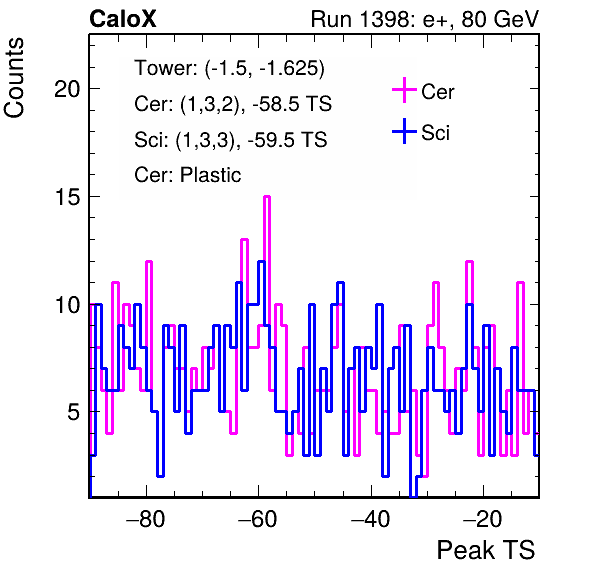 CaloX Run 1398: e+, 80 GeV
Counts
Tower: (-1.5, -1.625)
Cer: (1,3,2), -58.5 TS
Sci: (1,3,3), -59.5 TS
Cer: Plastic
Cer
Sci
20
15
10
5
−80 −60 −40 −20
Peak TS